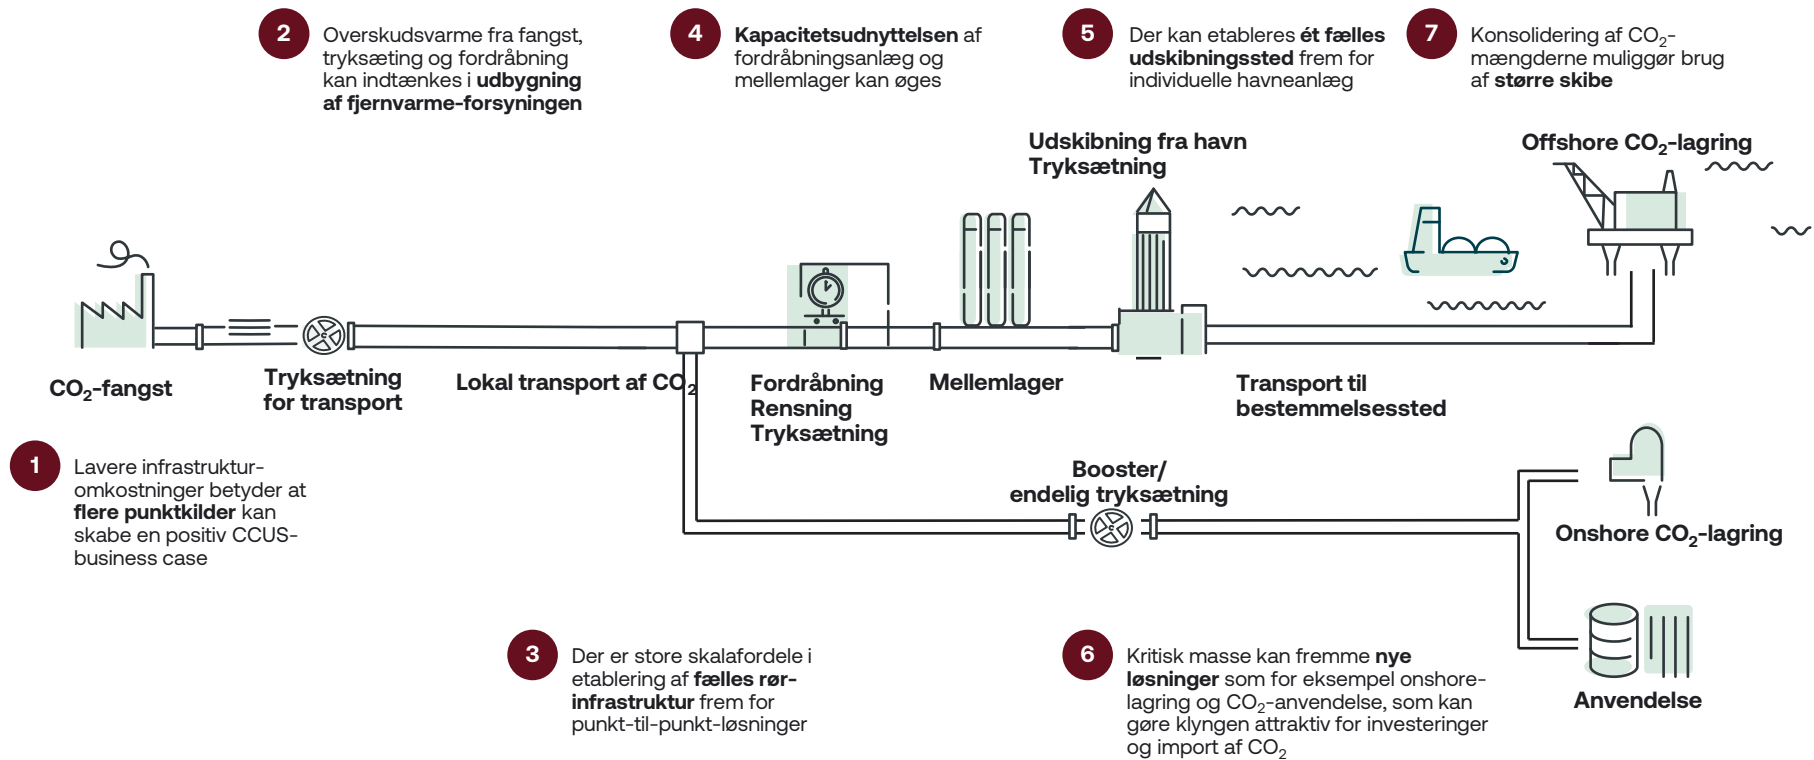 2
Overskudsvarme fra fangst,
tryksæting og fordråbning
kan indtænkes i udbygning
af fjernvarme-forsyningen
4
Kapacitetsudnyttelsen af
fordråbningsanlæg og
mellemlager kan øges
5
Der kan etableres ét fælles
udskibningssted frem for
individuelle havneanlæg
7
Konsolidering af CO₂-
mængderne muliggør brug
af større skibe
Udskibning fra havn
Tryksætning
Offshore CO₂-lagring
CO₂-fangst
Tryksætning
for transport
Lokal transport af CO₂
Fordråbning
Rensning
Tryksætning
Mellemlager
Transport til
bestemmelsessted
1
Lavere infrastruktur-
omkostninger betyder at
flere punktkilder kan
skabe en positiv CCUS-
business case
Booster/
endelig tryksætning
Onshore CO₂-lagring
3
Der er store skalafordele i
etablering af fælles rør-
infrastruktur frem for
punkt-til-punkt-løsninger
6
Kritisk masse kan fremme nye
løsninger som for eksempel onshore-
lagring og CO₂-anvendelse, som kan
gøre klyngen attraktiv for investeringer
og import af CO₂
Anvendelse